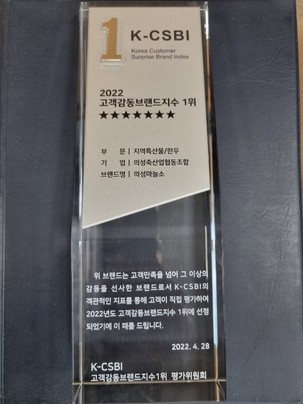 1 K-CSBI
Korea Customer
Surprise Brand Index
2022
고객감동브랜드지수 1위
★★★★★★★
부 문 | 지역특산물/한우
기 업 | 의성축산업협동조합
브랜드명 | 의성마늘소
위 브랜드는 고객만족을 넘어 그 이상의
감동을 선사한 브랜드로서 K-CSBI의
객관적인 지표를 통해 고객이 직접 평가하여
2022년도 고객감동브랜드지수 1위에 선정
되었기에 이 패를 드립니다.
2022. 4. 28
K-CSBI
고객감동브랜드지수1위 평가위원회